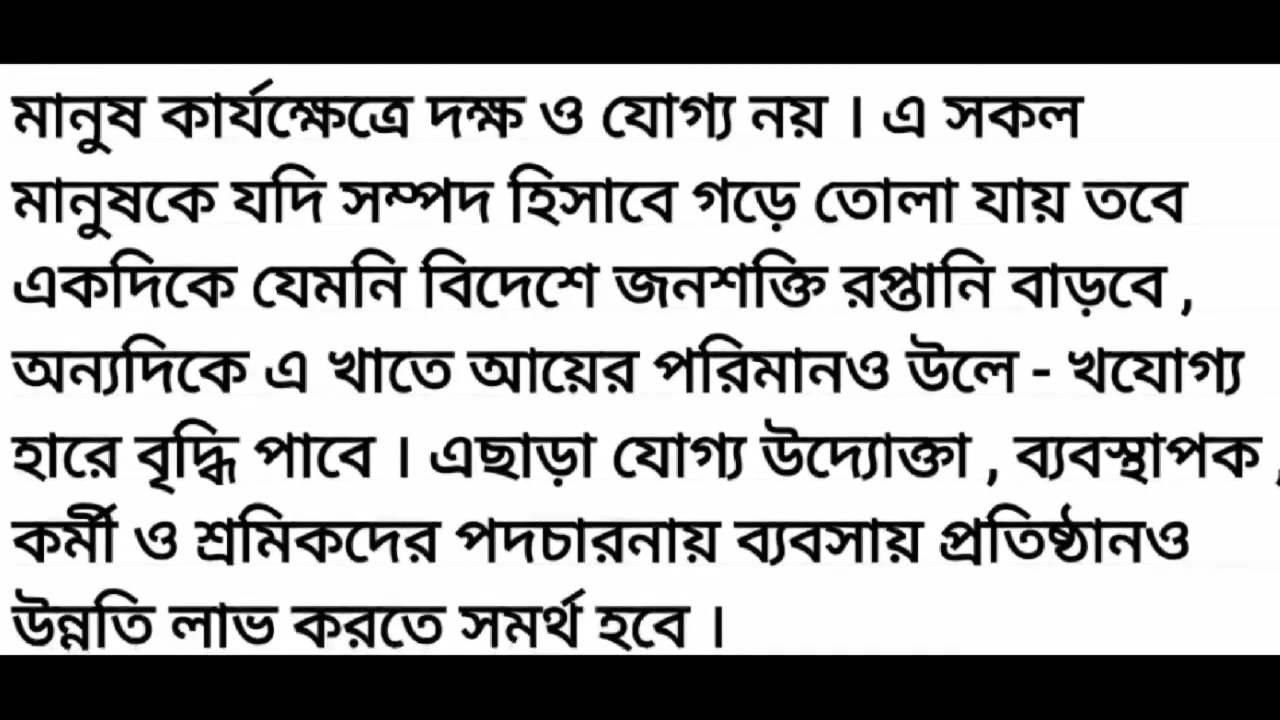 মানুষ কার্যক্ষেত্রে দক্ষ ও যোগ্য নয় । এ সকল
মানুষকে যদি সম্পদ হিসাবে গড়ে তোলা যায় তবে
একদিকে যেমনি বিদেশে জনশক্তি রপ্তানি বাড়বে ,
অন্যদিকে এ খাতে আয়ের পরিমানও উলে - খযোগ্য
হারে বৃদ্ধি পাবে । এছাড়া যোগ্য উদ্যোক্তা , ব্যবস্থাপক ,
কর্মী ও শ্রমিকদের পদচারনায় ব্যবসায় প্রতিষ্ঠানও
উন্নতি লাভ করতে সমর্থ হবে ।